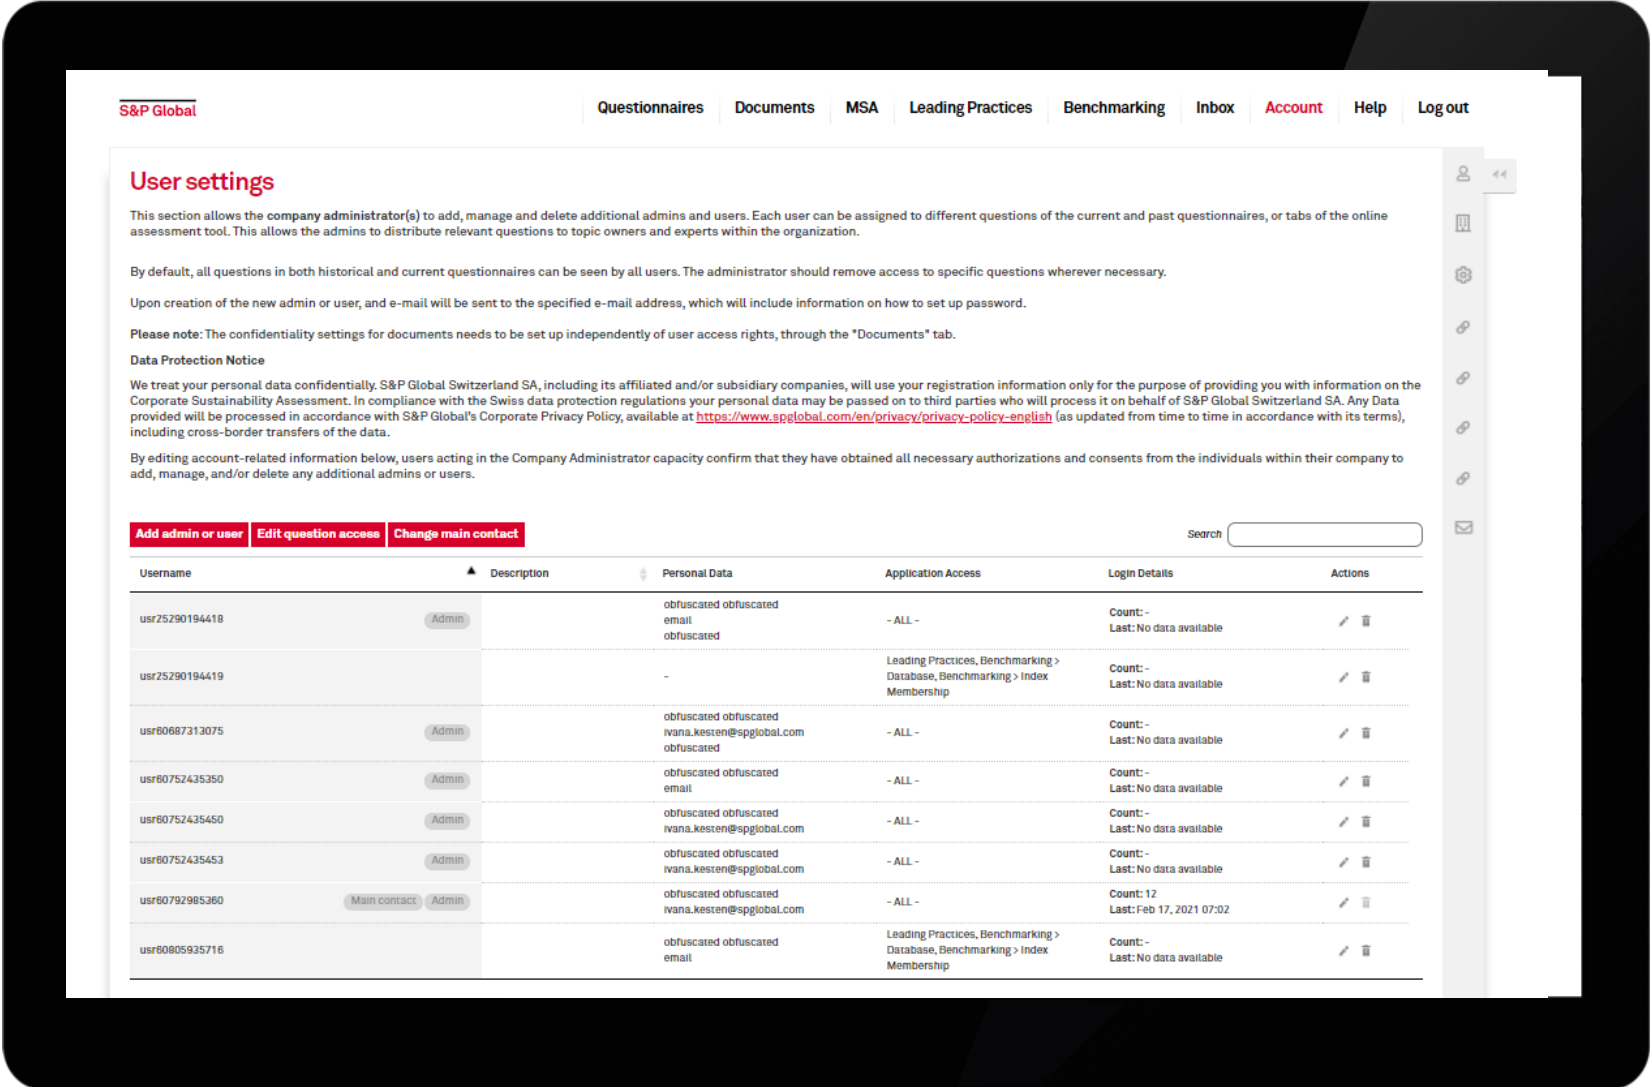 S&P Global
Questionnaires Documents MSA Leading Practices Benchmarking Inbox Account Help Log out
User settings
This section allows the company administrator(s) to add, manage and delete additional admins and users. Each user can be assigned to different questions of the current and past questionnaires, or tabs of the online
assessment tool. This allows the admins to distribute relevant questions to topic owners and experts within the organization.
By default, all questions in both historical and current questionnaires can be seen by all users. The administrator should remove access to specific questions wherever necessary.
Upon creation of the new admin or user, and e-mail will be sent to the specified e-mail address, which will include information on how to set up password.
Please note: The confidentiality settings for documents needs to be set up independently of user access rights, through the "Documents" tab.
Data Protection Notice
We treat your personal data confidentially. S&P Global Switzerland SA, including its affiliated and/or subsidiary companies, will use your registration information only for the purpose of providing you with information on the
Corporate Sustainability Assessment. In compliance with the Swiss data protection regulations your personal data may be passed on to third parties who will process it on behalf of S&P Global Switzerland SA. Any Data
provided will be processed in accordance with S&P Global's Corporate Privacy Policy, available at https://www.spglobal.com/en/privacy/privacy-policy-english (as updated from time to time in accordance with its terms),
including cross-border transfers of the data.
By editing account-related information below, users acting in the Company Administrator capacity confirm that they have obtained all necessary authorizations and consents from the individuals within their company to
add, manage, and/or delete any additional admins or users.
Add admin or user Edit question access Change main contact Search
Username Description Personal Data Application Access Login Details Actions
usr25290194418 Admin
obfuscated obfuscated
email
obfuscated
- ALL -
Count: -
Last: No data available
usr25290194419
-
Leading Practices, Benchmarking >
Database, Benchmarking > Index
Membership
Count: -
Last: No data available
usr60687313075 Admin
obfuscated obfuscated
ivana.kesten@spglobal.com
obfuscated
- ALL -
Count: -
Last: No data available
usr60752435350 Admin
obfuscated obfuscated
email
- ALL -
Count: -
Last: No data available
usr60752435450 Admin
obfuscated obfuscated
ivana.kesten@spglobal.com
- ALL -
Count: -
Last: No data available
usr60752435453 Admin
obfuscated obfuscated
ivana.kesten@spglobal.com
- ALL -
Count: -
Last: No data available
usr60792985360 Main contact Admin
obfuscated obfuscated
ivana.kesten@spglobal.com
- ALL -
Count: 12
Last: Feb 17, 2021 07:02
usr60805935716
obfuscated obfuscated
email
Leading Practices, Benchmarking >
Database, Benchmarking > Index
Membership
Count: -
Last: No data available